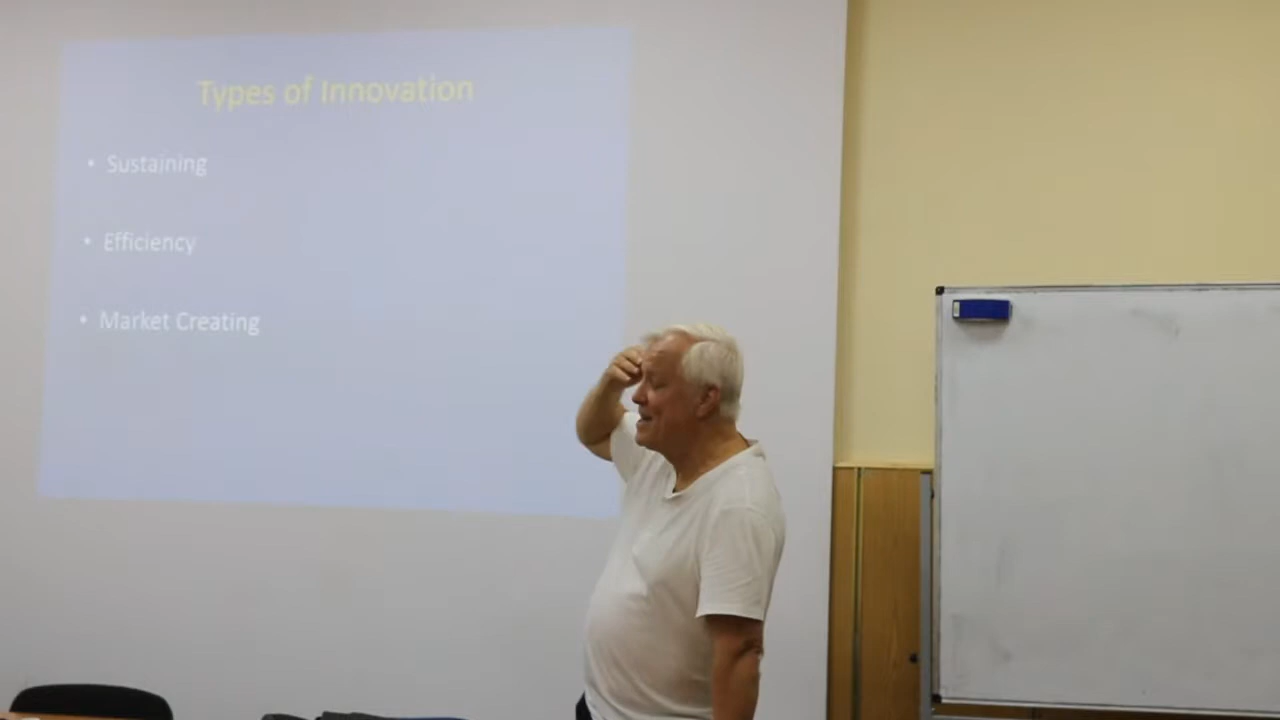 Types of Innovation
• Sustaining
• Efficiency
• Market Creating